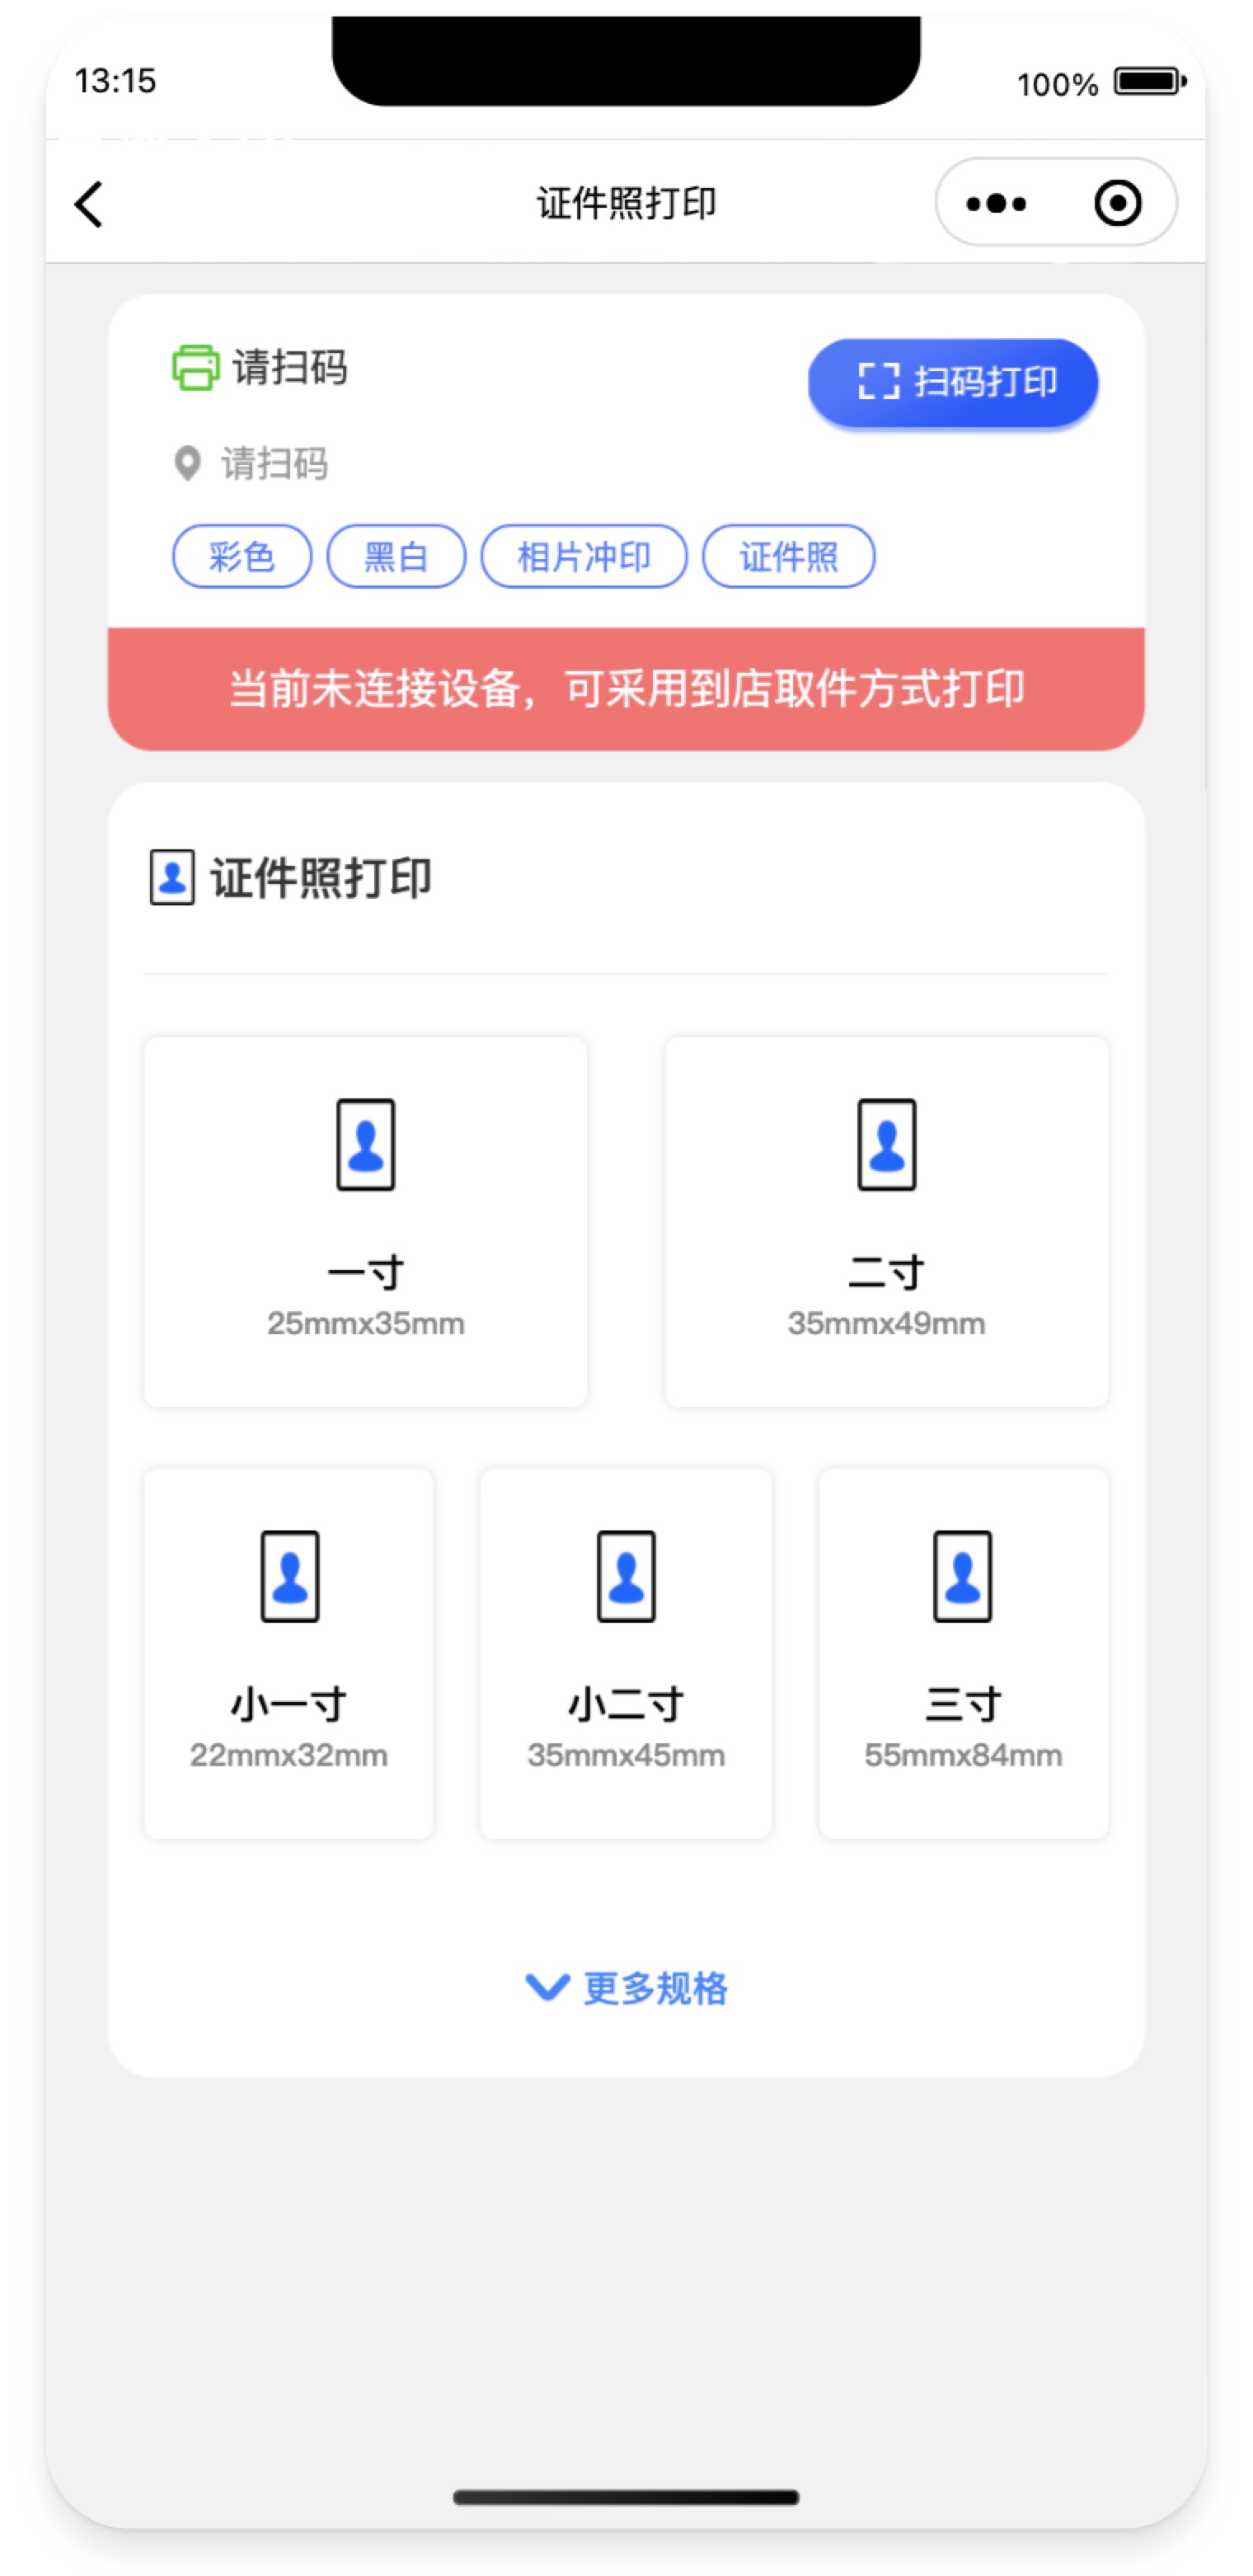 13:15
100%
证件照打印
请扫码
扫码打印
请扫码
彩色 黑白 相片冲印 证件照
当前未连接设备，可采用到店取件方式打印
证件照打印
一寸 二寸
25mmx35mm 35mmx49mm
小一寸 小二寸 三寸
22mmx32mm 35mmx45mm 55mmx84mm
更多规格